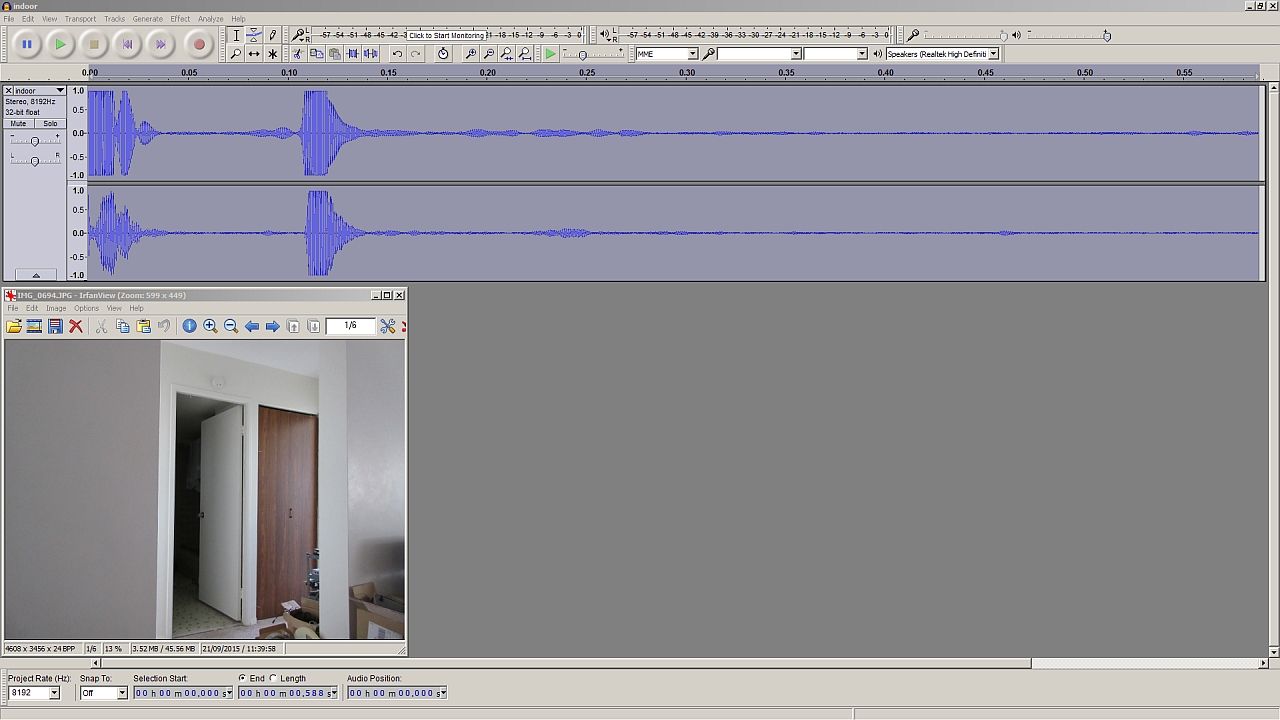 indoor
File Edit View Transport Tracks Generate Effect Analyze Help
L R -57 -54 -51 -48 -45 -42 -3 Click to Start Monitoring 21 -18 -15 -12 -9 -6 -3 0 L R -57 -54 -51 -48 -45 -42 -39 -36 -33 -30 -27 -24 -21 -18 -15 -12 -9 -6 -3 0
MME Speakers (Realtek High Definiti
0.00 0.05 0.10 0.15 0.20 0.25 0.30 0.35 0.40 0.45 0.50 0.55
indoor
Stereo, 8192Hz
32-bit float
Mute Solo
- +
L R
1.0
0.5
0.0
-0.5
-1.0
1.0
0.5
0.0
-0.5
-1.0
IMG_0694.JPG - IrfanView (Zoom: 599 x 449)
File Edit Image Options View Help
1/6
4608 x 3456 x 24 BPP 1/6 13 % 3.52 MB / 45.56 MB 21/09/2015 / 11:39:58
Project Rate (Hz): Snap To: Selection Start: End Length Audio Position:
8192 Off 00 h 00 m 00,000 s 00 h 00 m 00,588 s 00 h 00 m 00,000 s